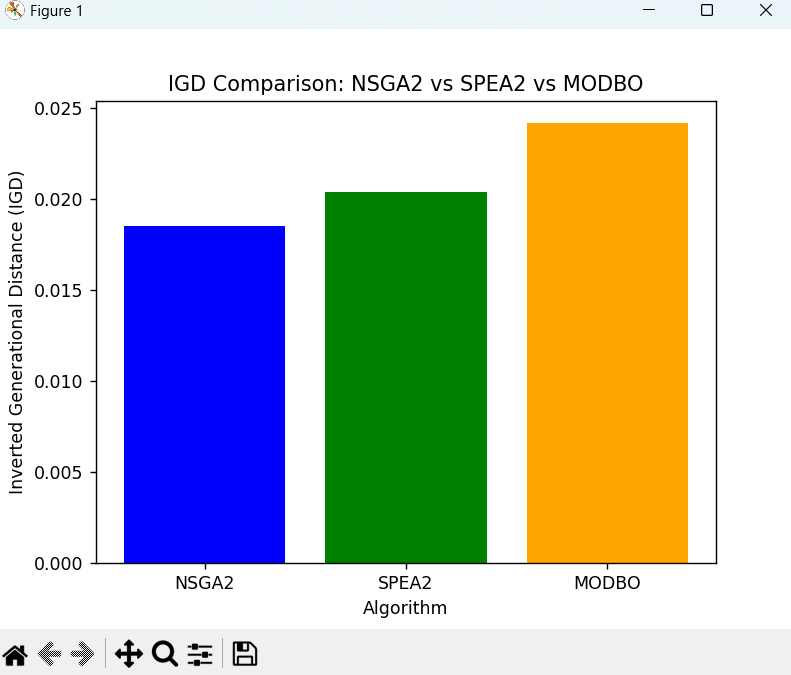 Figure 1
IGD Comparison: NSGA2 vs SPEA2 vs MODBO
Inverted Generational Distance (IGD)
0.025
0.020
0.015
0.010
0.005
0.000
NSGA2 SPEA2 MODBO
Algorithm